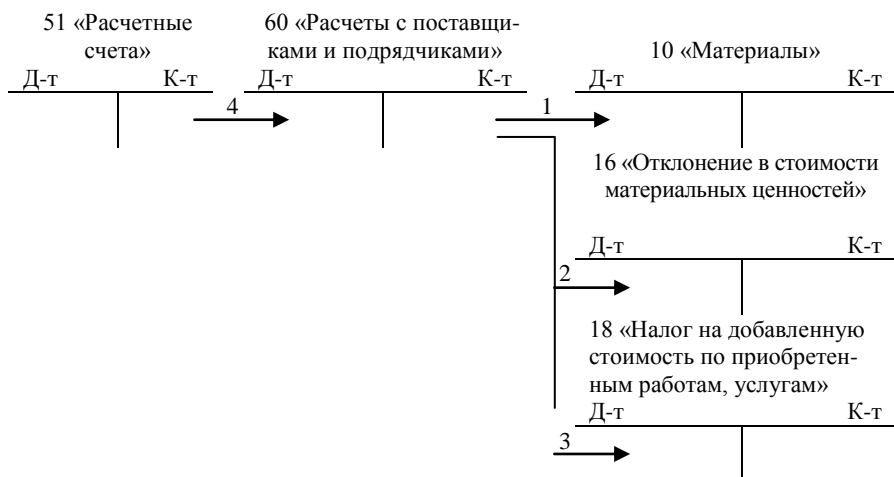 51 «Расчетные
счета»
60 «Расчеты с поставщи-
ками и подрядчиками»
10 «Материалы»
Д-т К-т Д-т К-т Д-т К-т
4 1
16 «Отклонение в стоимости
материальных ценностей»
Д-т К-т
2
18 «Налог на добавленную
стоимость по приобретен-
ным работам, услугам»
Д-т К-т
3